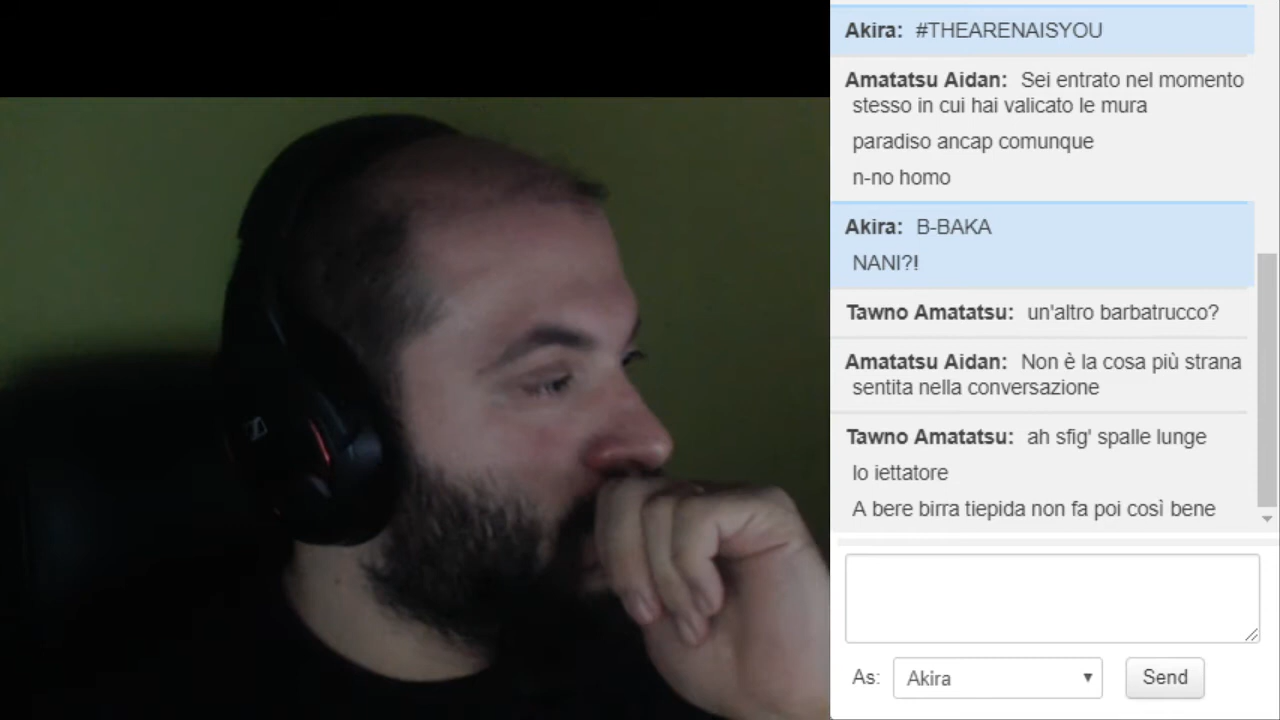 Akira: #THEARENAISYOU
Amatatsu Aidan: Sei entrato nel momento
stesso in cui hai valicato le mura
paradiso ancap comunque
n-no homo
Akira: B-BAKA
NANI?!
Tawno Amatatsu: un'altro barbatrucco?
Amatatsu Aidan: Non è la cosa più strana
sentita nella conversazione
Tawno Amatatsu: ah sfig' spalle lunge
lo iettatore
A bere birra tiepida non fa poi così bene
As: Akira Send